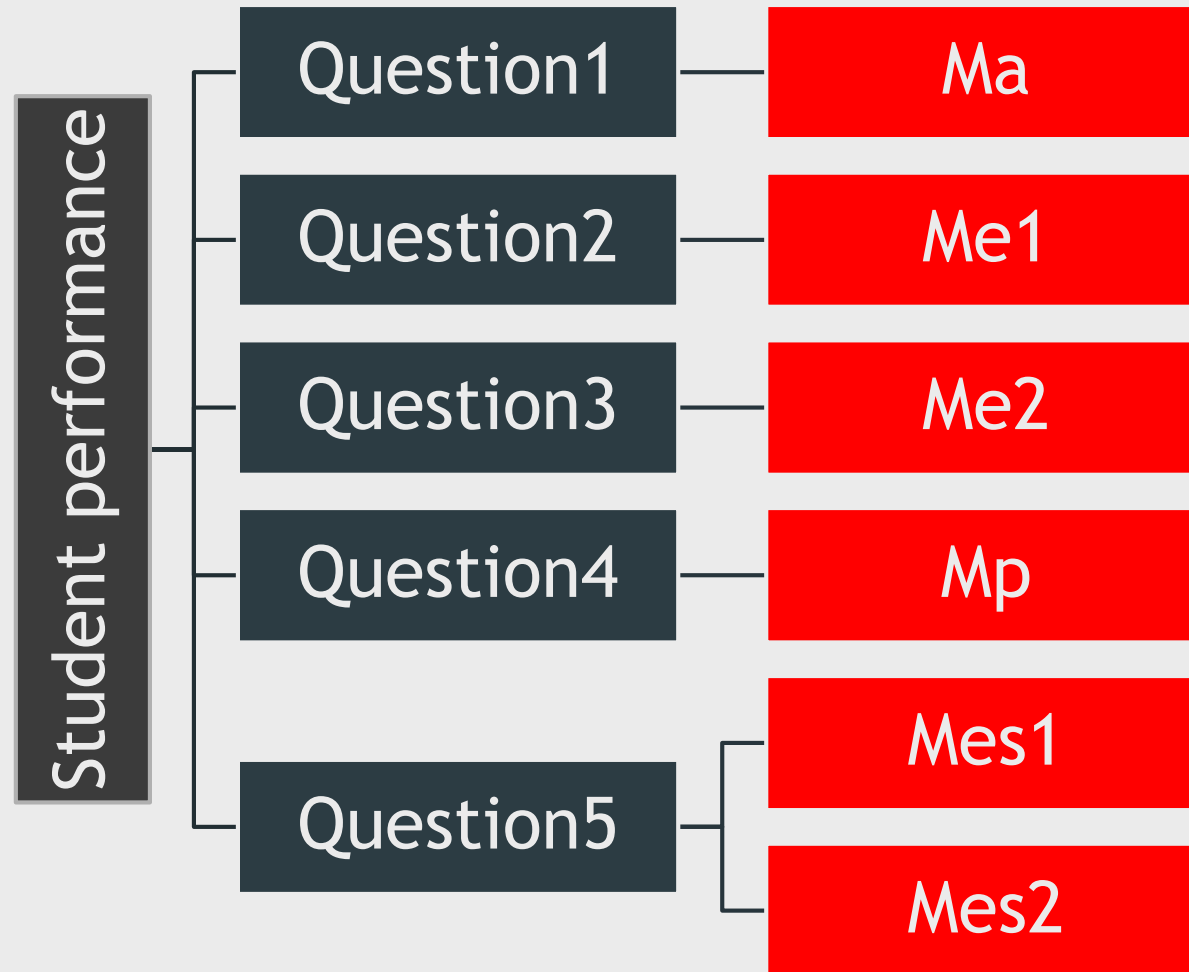 Student performance
Question1
Ma
Question2
Me1
Question3
Me2
Question4
Mp
Question5
Mes1
Mes2